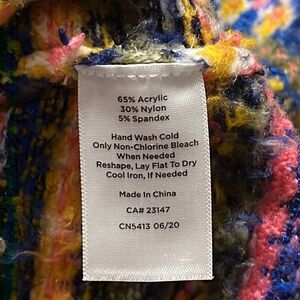 65% Acrylic
30% Nylon
5% Spandex
Hand Wash Cold
Only Non-Chlorine Bleach
When Needed
Reshape, Lay Flat To Dry
Cool Iron, If Needed
Made In China
CA# 23147
CN5413 06/20